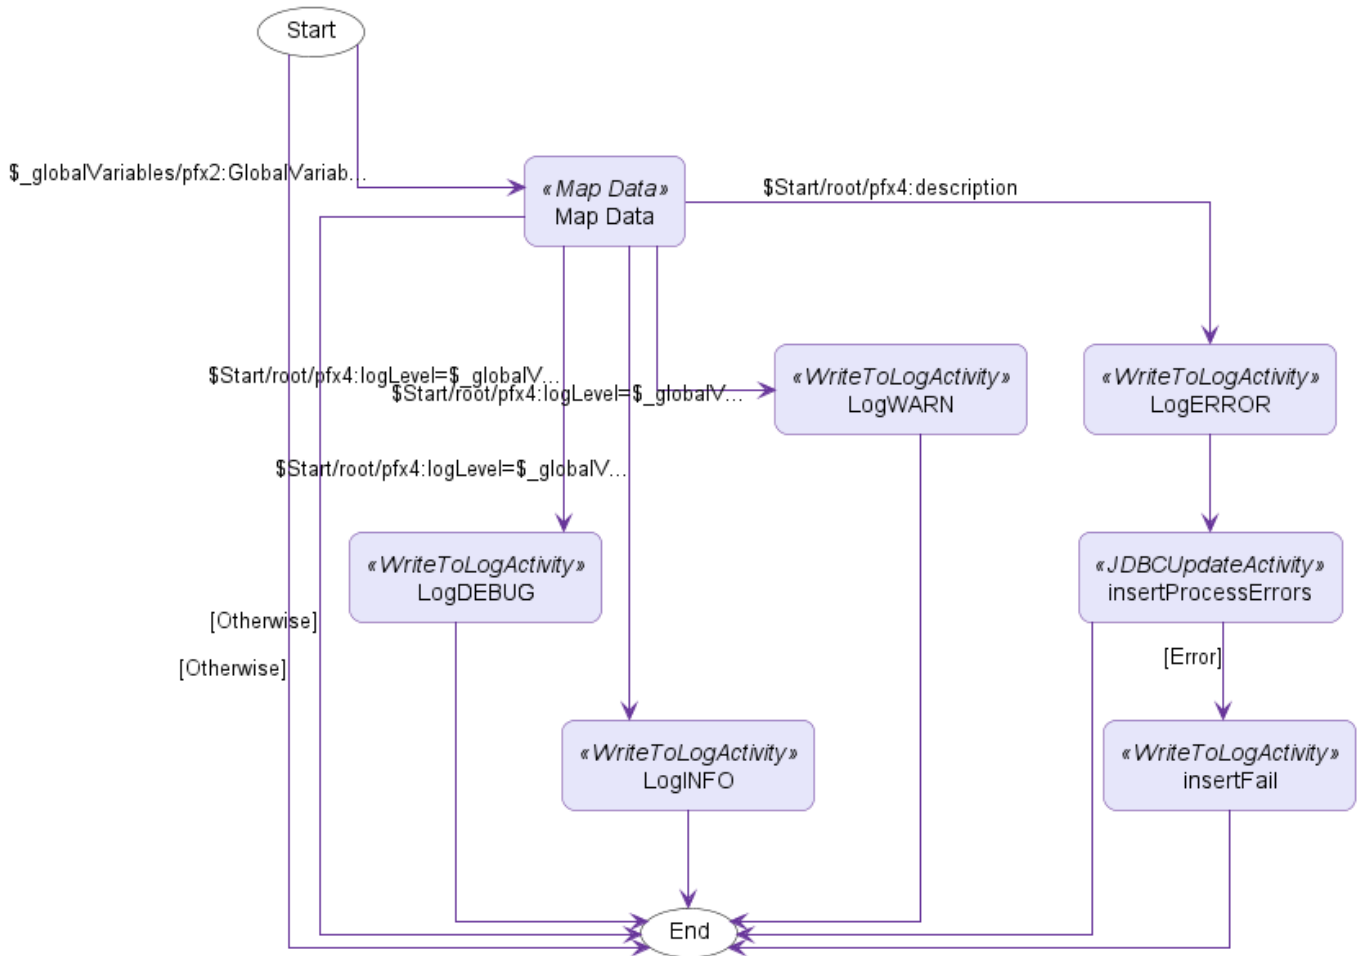 Start
$_globalVariables/pfx2:GlobalVariab...
«Map Data»
Map Data
$Start/root/pfx4:description
$Start/root/pfx4:logLevel=$_globalV...
$Start/root/pfx4:logLevel=$_globalV...
«WriteToLogActivity»
LogWARN
«WriteToLogActivity»
LogERROR
$Start/root/pfx4:logLevel=$_globalV...
«WriteToLogActivity»
LogDEBUG
«JDBCUpdateActivity»
insertProcessErrors
[Otherwise]
[Otherwise]
[Error]
«WriteToLogActivity»
LogINFO
«WriteToLogActivity»
insertFail
End